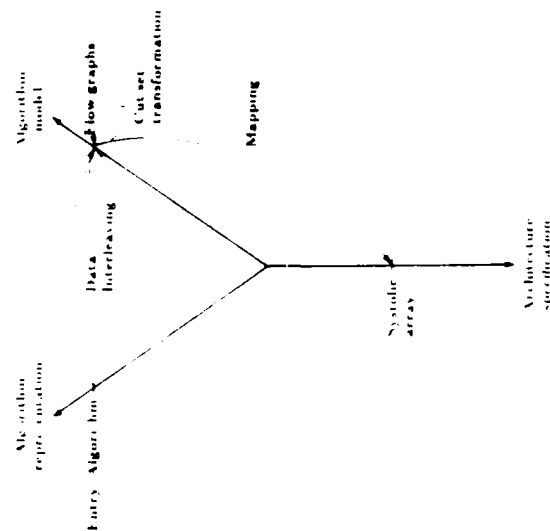 Algorithm
representation
Entry Algorithm
Data
Interleaving
Algorithm
model
Flow graphs
Cut set
transformation
Mapping
Systolic
array
Architecture
specification